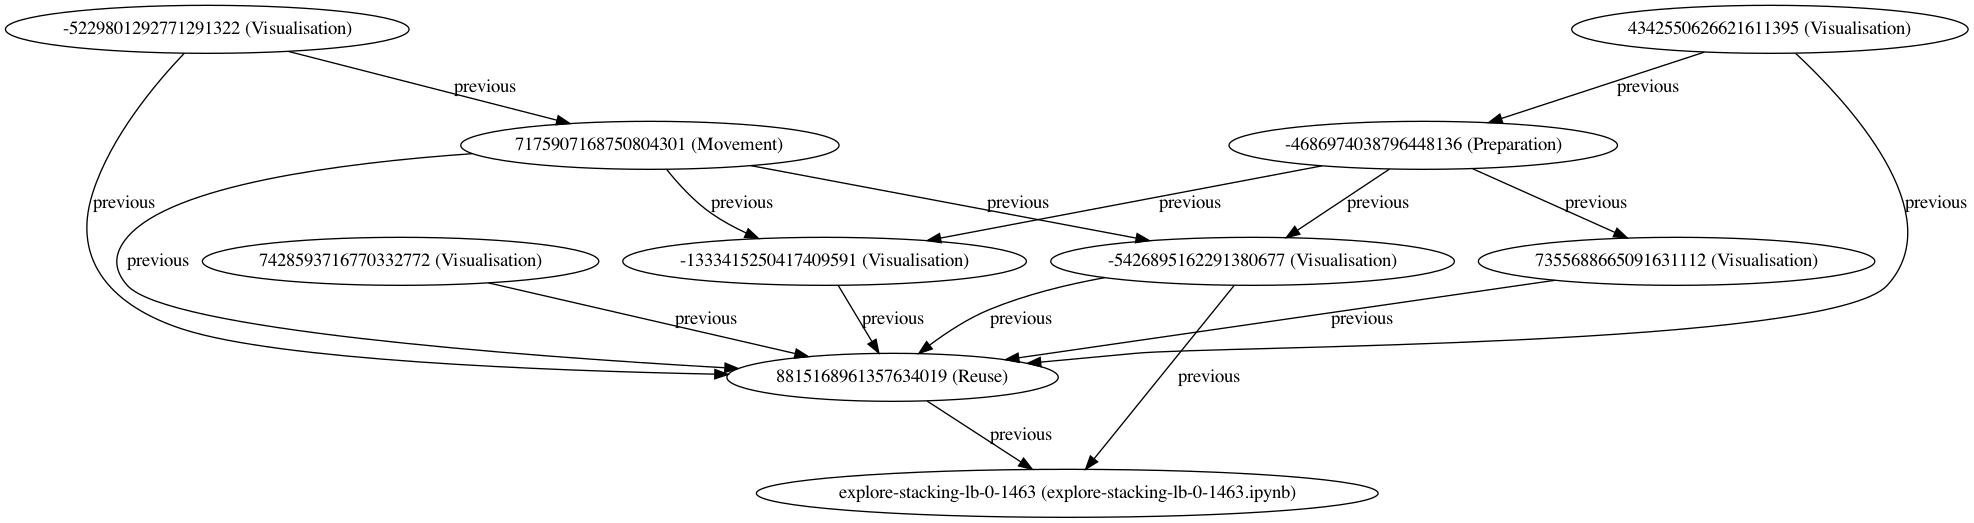 -5229801292771291322 (Visualisation)
4342550626621611395 (Visualisation)
previous
previous
7175907168750804301 (Movement)
-4686974038796448136 (Preparation)
previous
previous
previous
previous
previous
previous
previous
previous
7428593716770332772 (Visualisation)
-1333415250417409591 (Visualisation)
-5426895162291380677 (Visualisation)
7355688665091631112 (Visualisation)
previous
previous
previous
previous
8815168961357634019 (Reuse)
previous
previous
explore-stacking-lb-0-1463 (explore-stacking-lb-0-1463.ipynb)